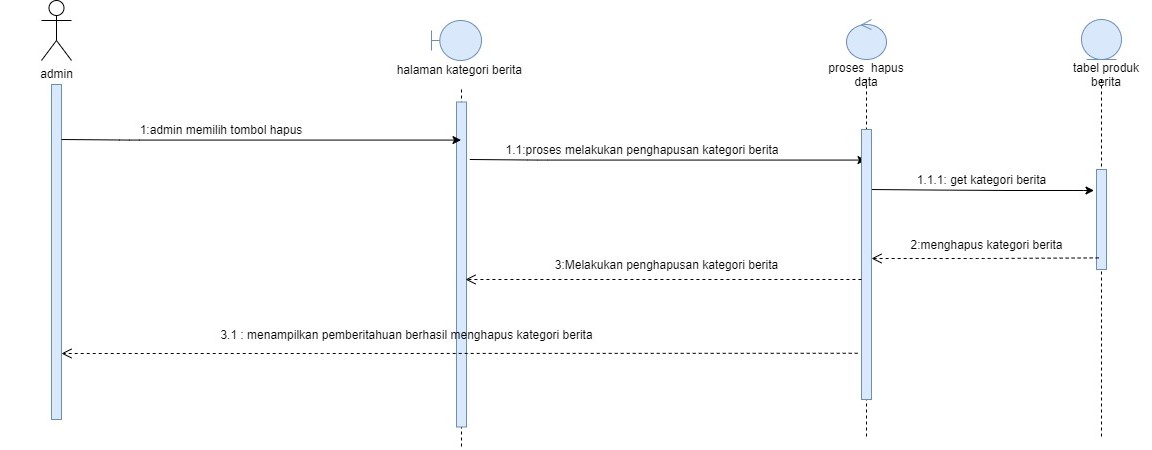 admin
halaman kategori berita
proses hapus
data
tabel produk
berita
1:admin memilih tombol hapus
1.1:proses melakukan penghapusan kategori berita
1.1.1: get kategori berita
2:menghapus kategori berita
3:Melakukan penghapusan kategori berita
3.1 : menampilkan pemberitahuan berhasil menghapus kategori berita